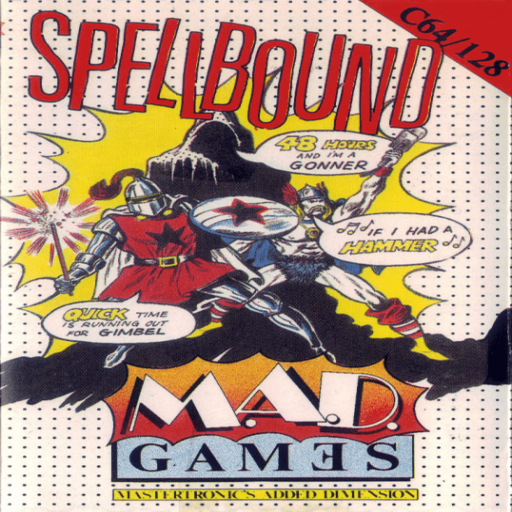 SPELLBOUND
C64/128
48 HOURS
AND I'M A
GONNER
IF I HAD A
HAMMER
QUICK TIME
IS RUNNING OUT
FOR GIMBEL
M.A.D.
GAMES
MASTERTRONIC'S ADDED DIMENSION